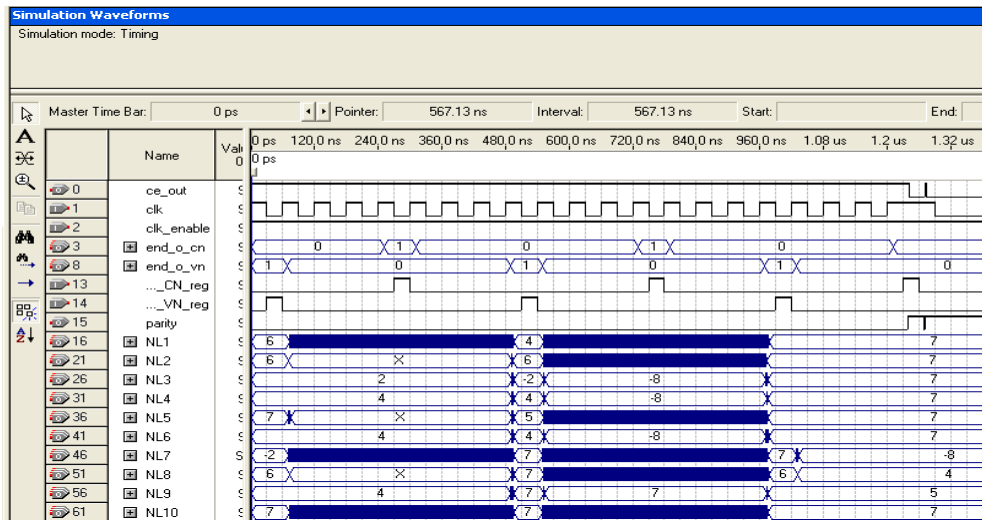 Simulation Waveforms
Simulation mode: Timing
Master Time Bar: 0 ps Pointer: 567.13 ns Interval: 567.13 ns Start: End:
Name 0 ps 120,0 ns 240,0 ns 360,0 ns 480,0 ns 600,0 ns 720,0 ns 840,0 ns 960,0 ns 1.08 us 1.2 us 1.32 us
0 0 ps
0 ce_out S
1 clk S
2 clk_enable S
3 end_o_cn S 0 1 0 1 0
8 end_o_vn S 1 0 1 0 1 0
13 ..._CN_reg S
14 ..._VN_reg S
15 parity S
16 NL1 S 6 4 7
21 NL2 S 6 X 6 7
26 NL3 S 2 -2 -8 7
31 NL4 S 4 4 -8 7
36 NL5 S 7 X 5 7
41 NL6 S 4 4 -8 7
46 NL7 S -2 7 7 -8
51 NL8 S 6 X 7 6 4
56 NL9 S 4 7 7 5
61 NL10 S 7 7 7